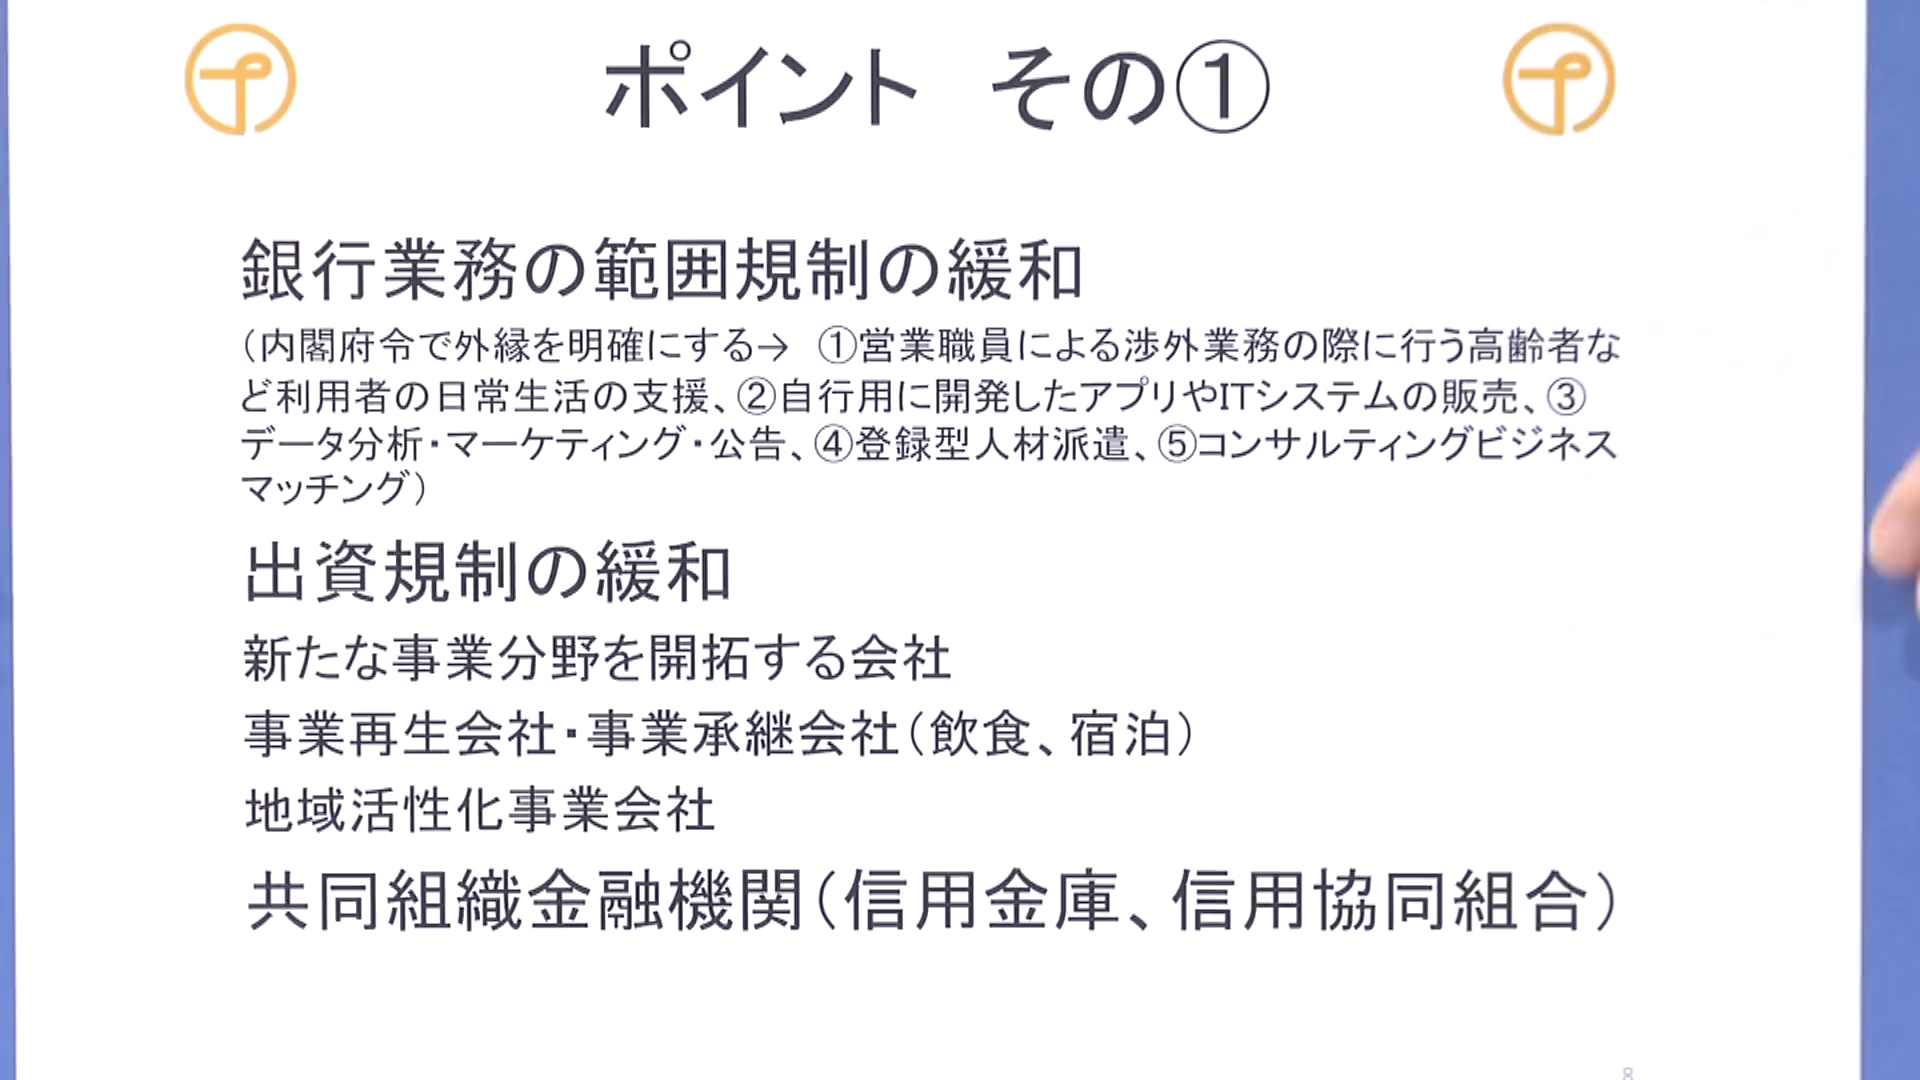 ポイント　その①
銀行業務の範囲規制の緩和
(内閣府令で外縁を明確にする→　①営業職員による渉外業務の際に行う高齢者な
ど利用者の日常生活の支援、②自行用に開発したアプリやITシステムの販売、③
データ分析・マーケティング・公告、④登録型人材派遣、⑤コンサルティングビジネス
マッチング)
出資規制の緩和
新たな事業分野を開拓する会社
事業再生会社・事業承継会社(飲食、宿泊)
地域活性化事業会社
共同組織金融機関(信用金庫、信用協同組合)
8